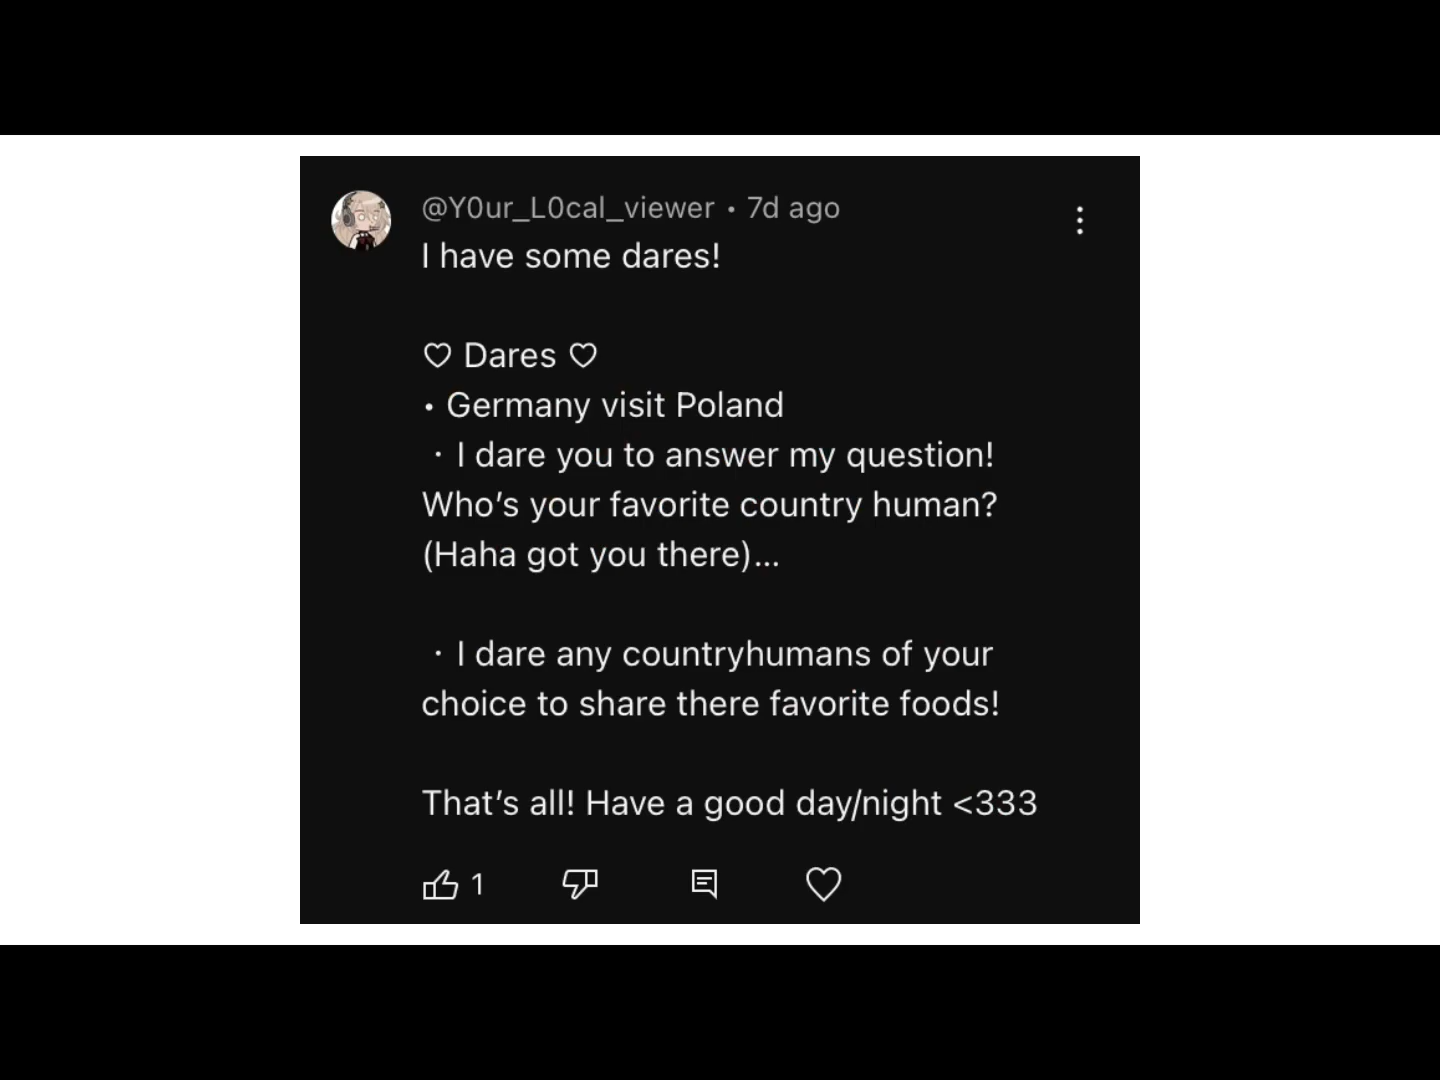 @Y0ur_L0cal_viewer • 7d ago
I have some dares!
♡ Dares ♡
• Germany visit Poland
· I dare you to answer my question!
Who’s your favorite country human?
(Haha got you there)...
· I dare any countryhumans of your
choice to share there favorite foods!
That’s all! Have a good day/night <333
1